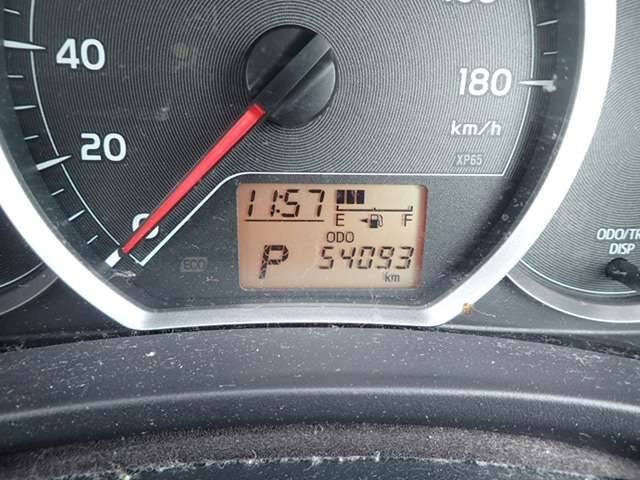 40
180
km/h
20
XP65
0
11:57
E F
ODO
P 54093
km
ECO
ODO/TR
DISP